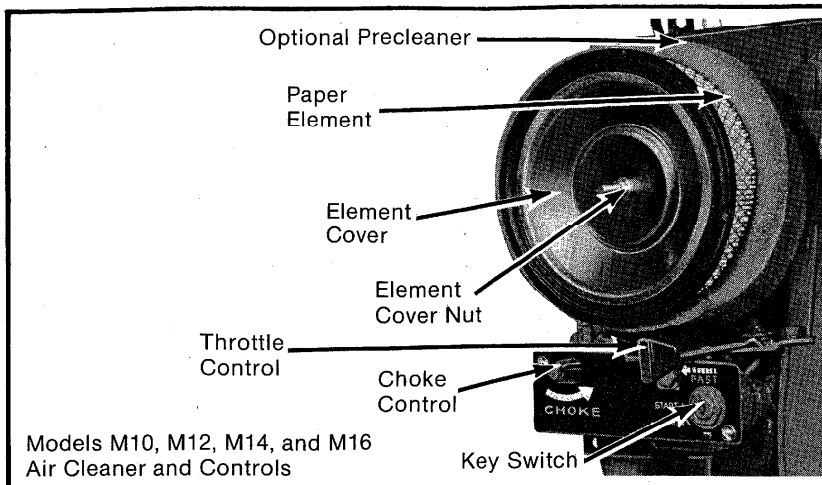 Optional Precleaner
Paper
Element
Element
Cover
Element
Cover Nut
Throttle
Control
Choke
Control
FAST
CHOKE
START
Key Switch
Models M10, M12, M14, and M16
Air Cleaner and Controls